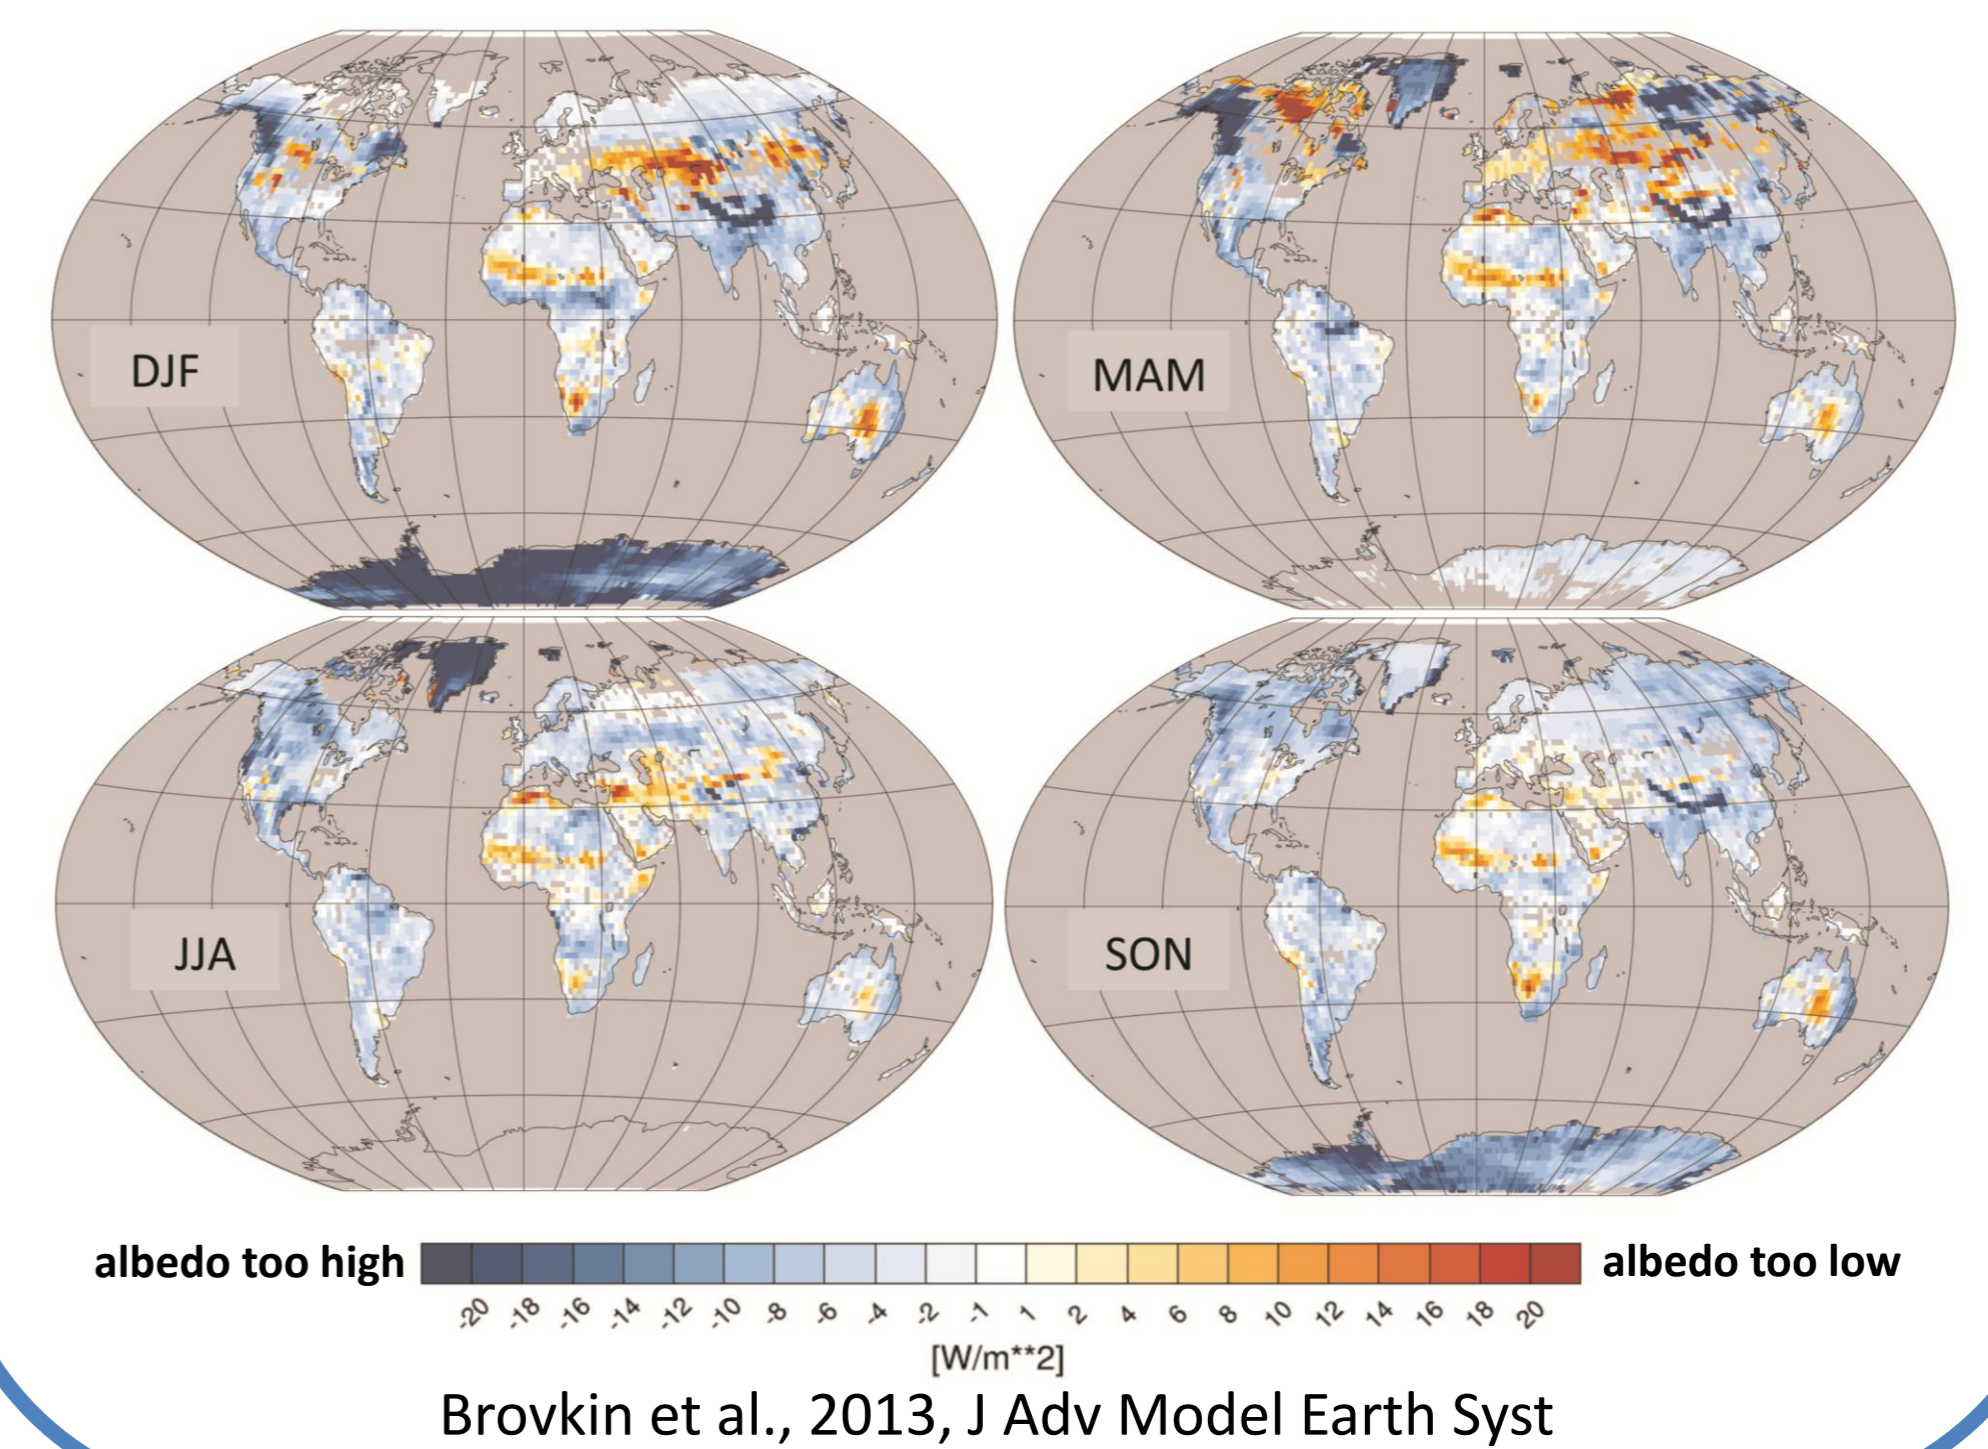 DJF
MAM
JJA
SON
albedo too high
albedo too low
-20 -18 -16 -14 -12 -10 -8 -6 -4 -2 -1 1 2 4 6 8 10 12 14 16 18 20
[W/m**2]
Brovkin et al., 2013, J Adv Model Earth Syst